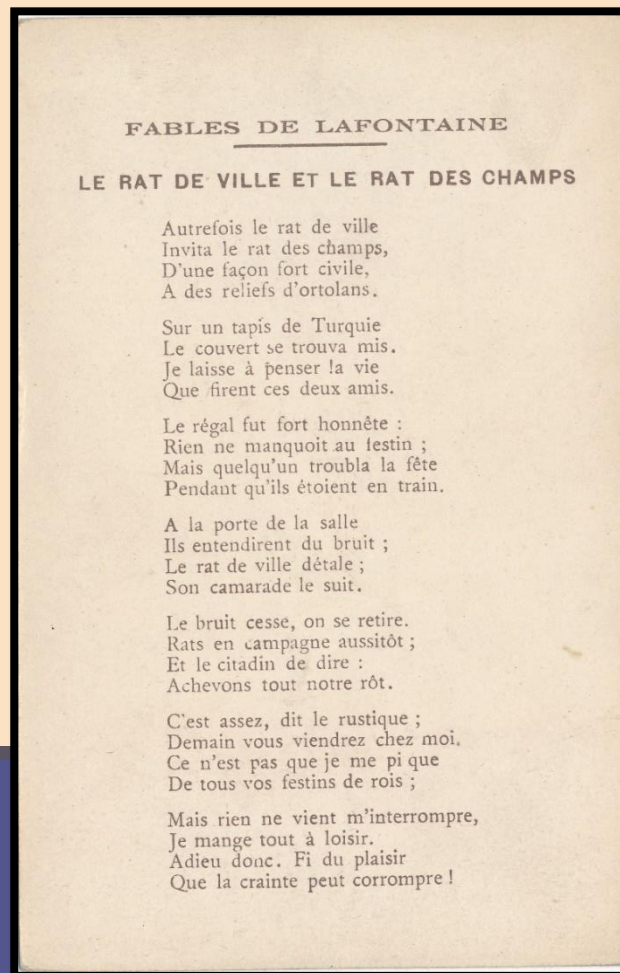 FABLES DE LAFONTAINE
LE RAT DE VILLE ET LE RAT DES CHAMPS
Autrefois le rat de ville
Invita le rat des champs,
D'une façon fort civile,
A des reliefs d'ortolans.
Sur un tapis de Turquie
Le couvert se trouva mis.
Je laisse à penser la vie
Que firent ces deux amis.
Le régal fut fort honnête :
Rien ne manquoit au festin ;
Mais quelqu'un troubla la fête
Pendant qu'ils étoient en train.
A la porte de la salle
Ils entendirent du bruit ;
Le rat de ville détale ;
Son camarade le suit.
Le bruit cesse, on se retire.
Rats en campagne aussitôt ;
Et le citadin de dire :
Achevons tout notre rôt.
C'est assez, dit le rustique ;
Demain vous viendrez chez moi.
Ce n'est pas que je me pi que
De tous vos festins de rois ;
Mais rien ne vient m'interrompre,
Je mange tout à loisir.
Adieu donc. Fi du plaisir
Que la crainte peut corrompre !